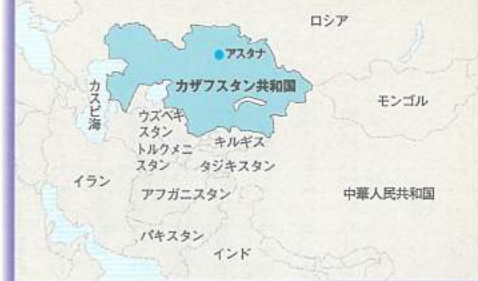 ロシア
アスタナ
カザフスタン共和国
カスピ海
モンゴル
ウズベキ
スタン
キルギス
トルクメニ
スタン
タジキスタン
イラン
アフガニスタン
中華人民共和国
パキスタン
インド